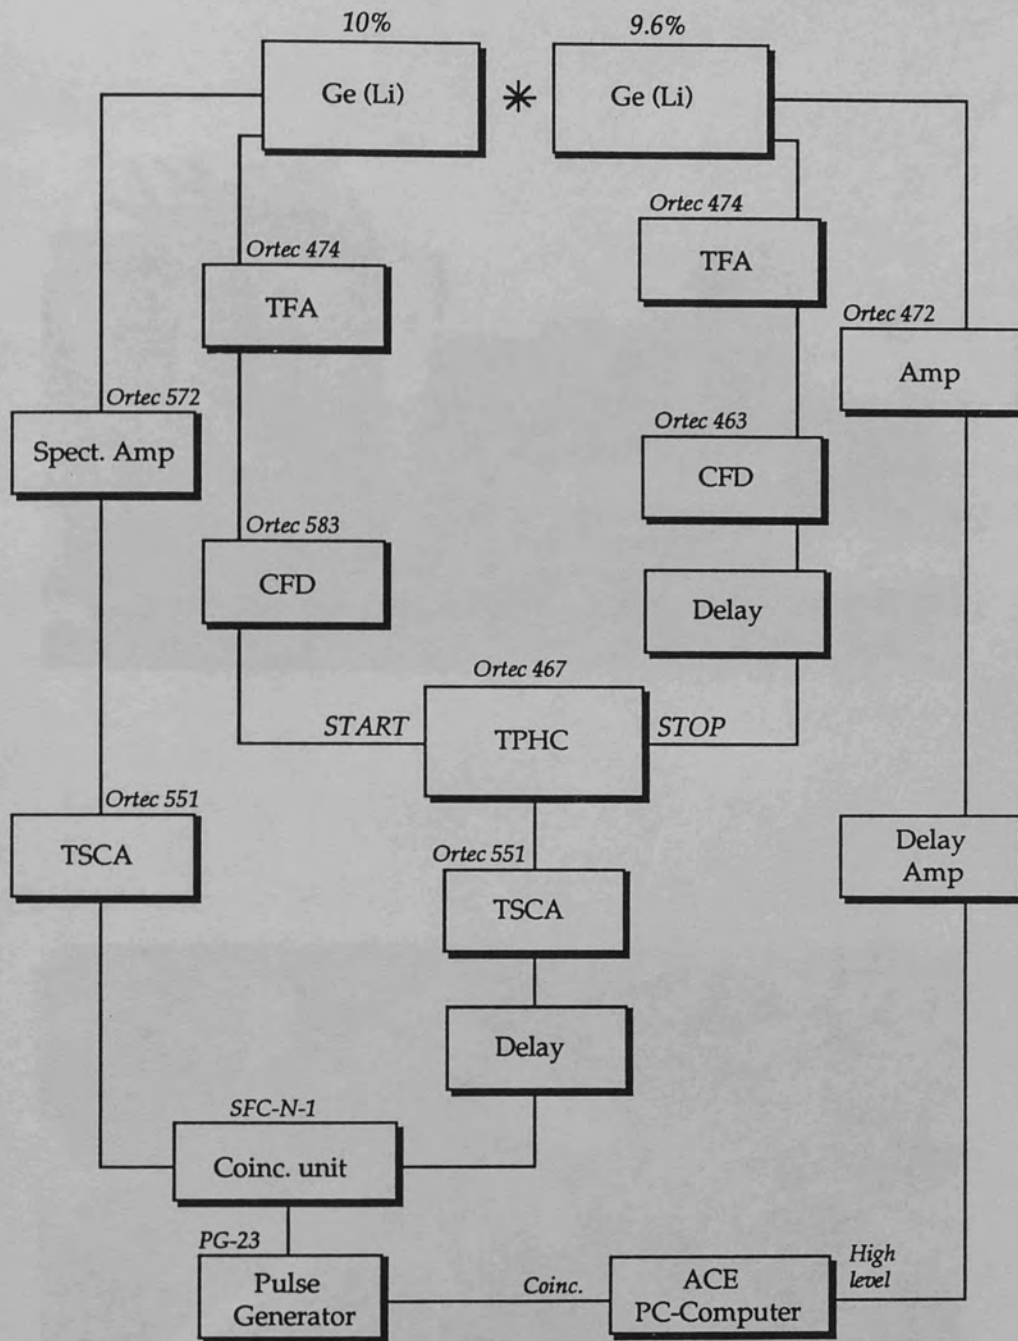 10%
9.6%
Ge (Li)
*
Ge (Li)
Ortec 474
TFA
Ortec 474
TFA
Ortec 472
Amp
Ortec 572
Spect. Amp
Ortec 463
CFD
Ortec 583
CFD
Delay
Ortec 467
START
TPHC
STOP
Ortec 551
TSCA
Delay
Amp
Ortec 551
TSCA
Delay
SFC-N-1
Coinc. unit
PG-23
Pulse
Generator
Coinc.
ACE
PC-Computer
High
level